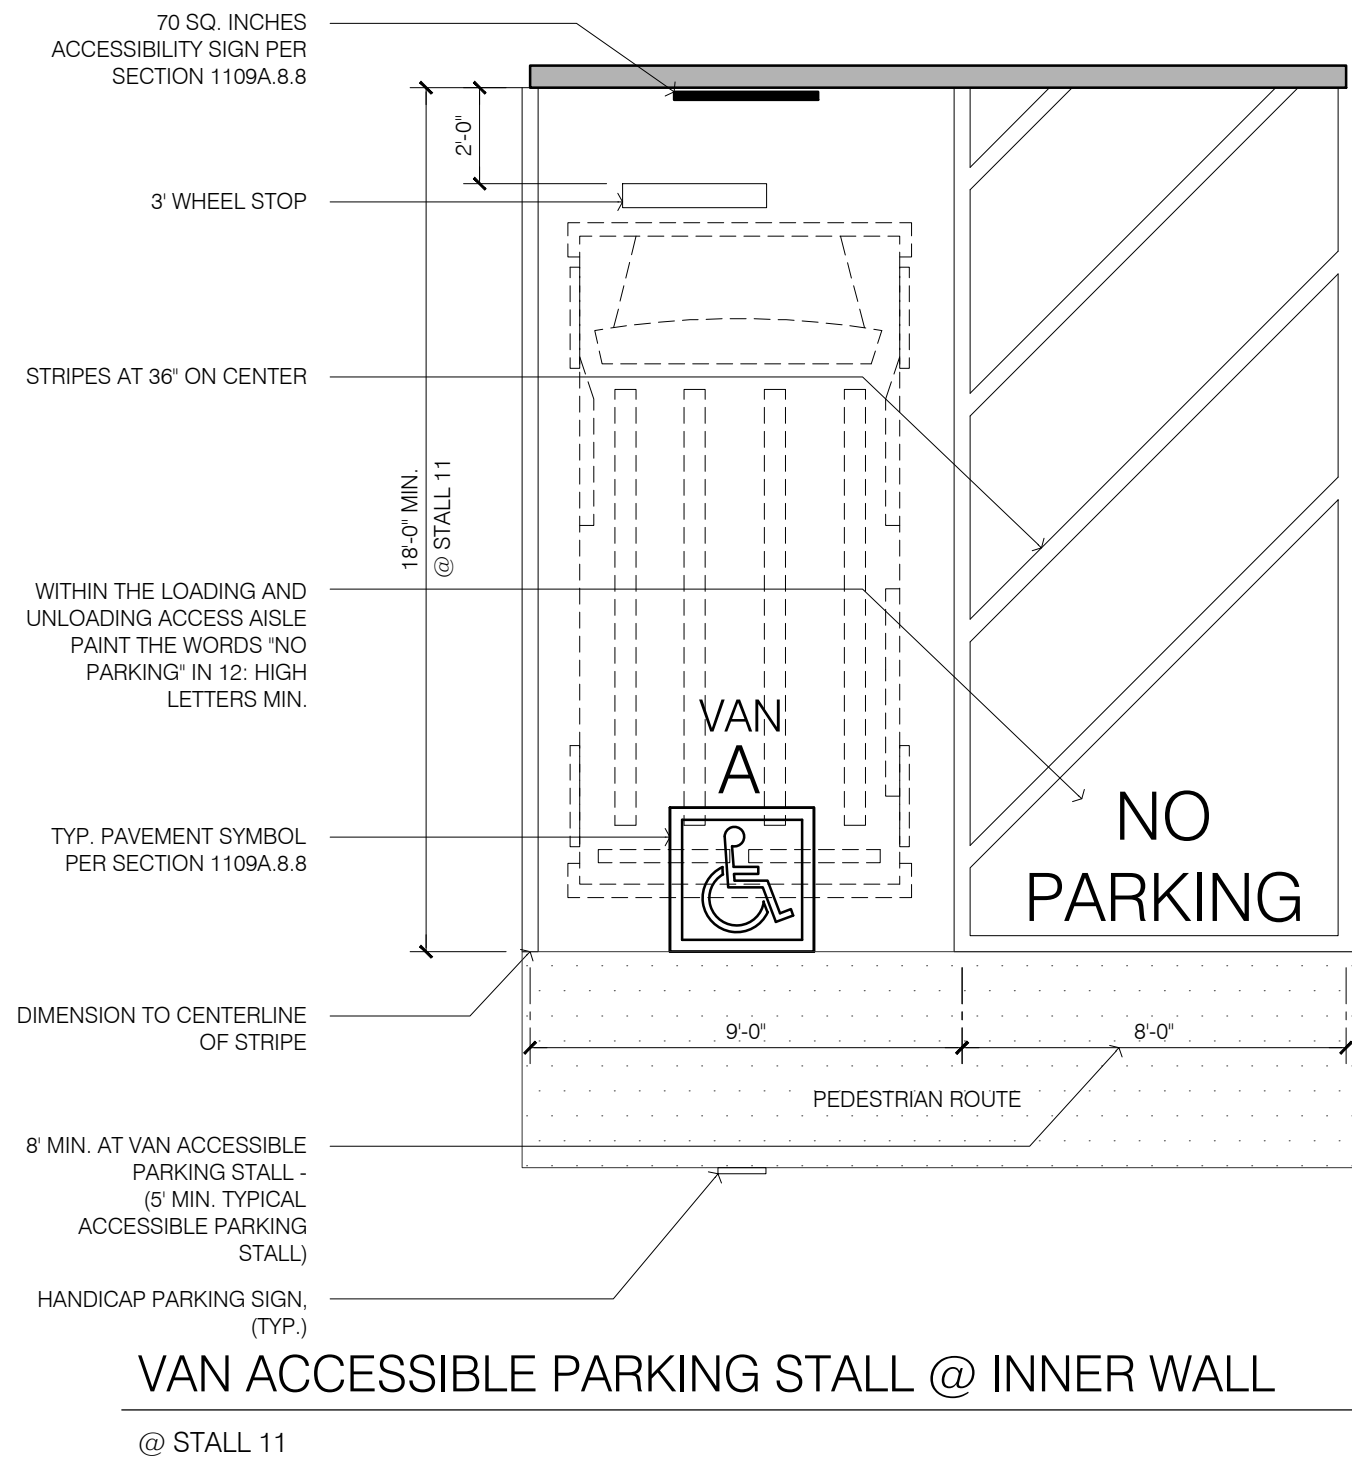 70 SQ. INCHES
ACCESSIBILITY SIGN PER
SECTION 1109A.8.8
2'-0"
3' WHEEL STOP
STRIPES AT 36" ON CENTER
18'-0" MIN.
@ STALL 11
WITHIN THE LOADING AND
UNLOADING ACCESS AISLE
PAINT THE WORDS "NO
PARKING" IN 12: HIGH
LETTERS MIN.
VAN
A
NO
PARKING
TYP. PAVEMENT SYMBOL
PER SECTION 1109A.8.8
DIMENSION TO CENTERLINE
OF STRIPE
9'-0"
8'-0"
PEDESTRIAN ROUTE
8' MIN. AT VAN ACCESSIBLE
PARKING STALL -
(5' MIN. TYPICAL
ACCESSIBLE PARKING
STALL)
HANDICAP PARKING SIGN,
(TYP.)
VAN ACCESSIBLE PARKING STALL @ INNER WALL
@ STALL 11